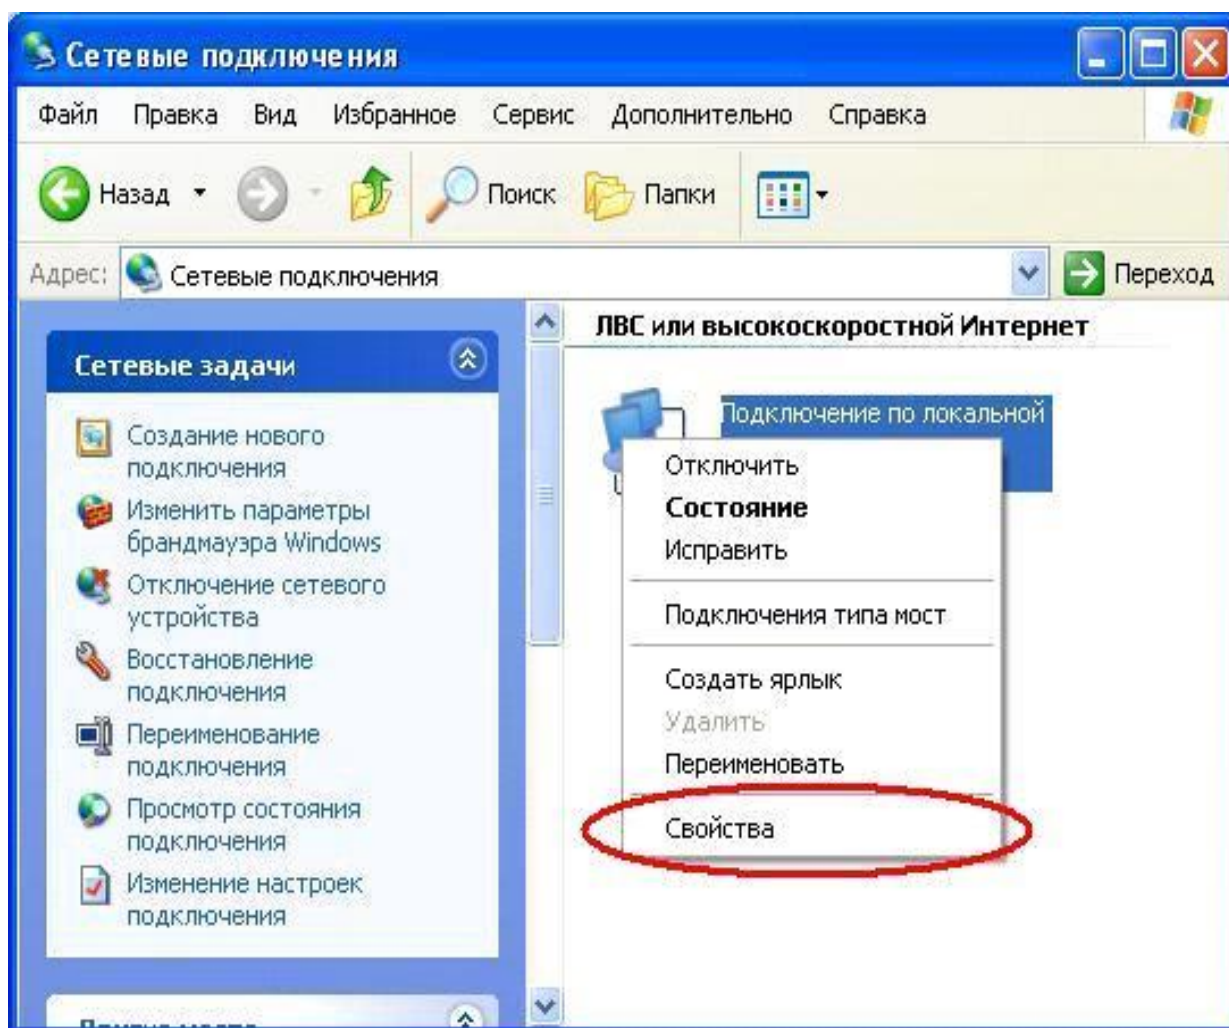 Сетевые подключения
Файл Правка Вид Избранное Сервис Дополнительно Справка
Назад Поиск Папки
Адрес: Сетевые подключения Переход
Сетевые задачи
Создание нового
подключения
Изменить параметры
брандмауэра Windows
Отключение сетевого
устройства
Восстановление
подключения
Переименование
подключения
Просмотр состояния
подключения
Изменение настроек
подключения
ЛВС или высокоскоростной Интернет
Подключение по локальной
Отключить
Состояние
Исправить
Подключения типа мост
Создать ярлык
Удалить
Переименовать
Свойства